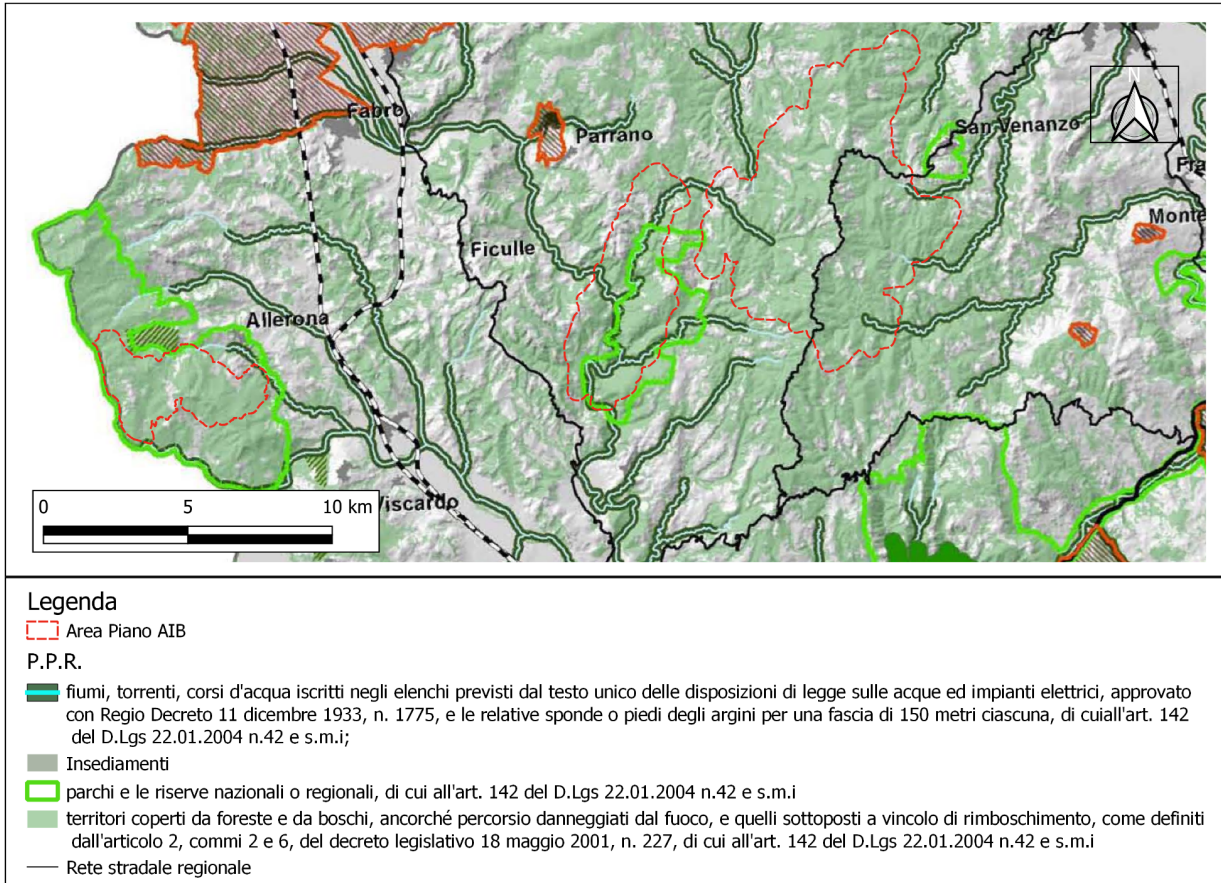 N
Fabro
Parrano
San Venanzo
Fra
Monte
Ficulle
Allerona
Viscardo
0 5 10 km
Legenda
Area Piano AIB
P.P.R.
fiumi, torrenti, corsi d'acqua iscritti negli elenchi previsti dal testo unico delle disposizioni di legge sulle acque ed impianti elettrici, approvato
con Regio Decreto 11 dicembre 1933, n. 1775, e le relative sponde o piedi degli argini per una fascia di 150 metri ciascuna, di cuiall'art. 142
del D.Lgs 22.01.2004 n.42 e s.m.i;
Insediamenti
parchi e le riserve nazionali o regionali, di cui all'art. 142 del D.Lgs 22.01.2004 n.42 e s.m.i
territori coperti da foreste e da boschi, ancorché percorsio danneggiati dal fuoco, e quelli sottoposti a vincolo di rimboschimento, come definiti
dall'articolo 2, commi 2 e 6, del decreto legislativo 18 maggio 2001, n. 227, di cui all'art. 142 del D.Lgs 22.01.2004 n.42 e s.m.i
Rete stradale regionale